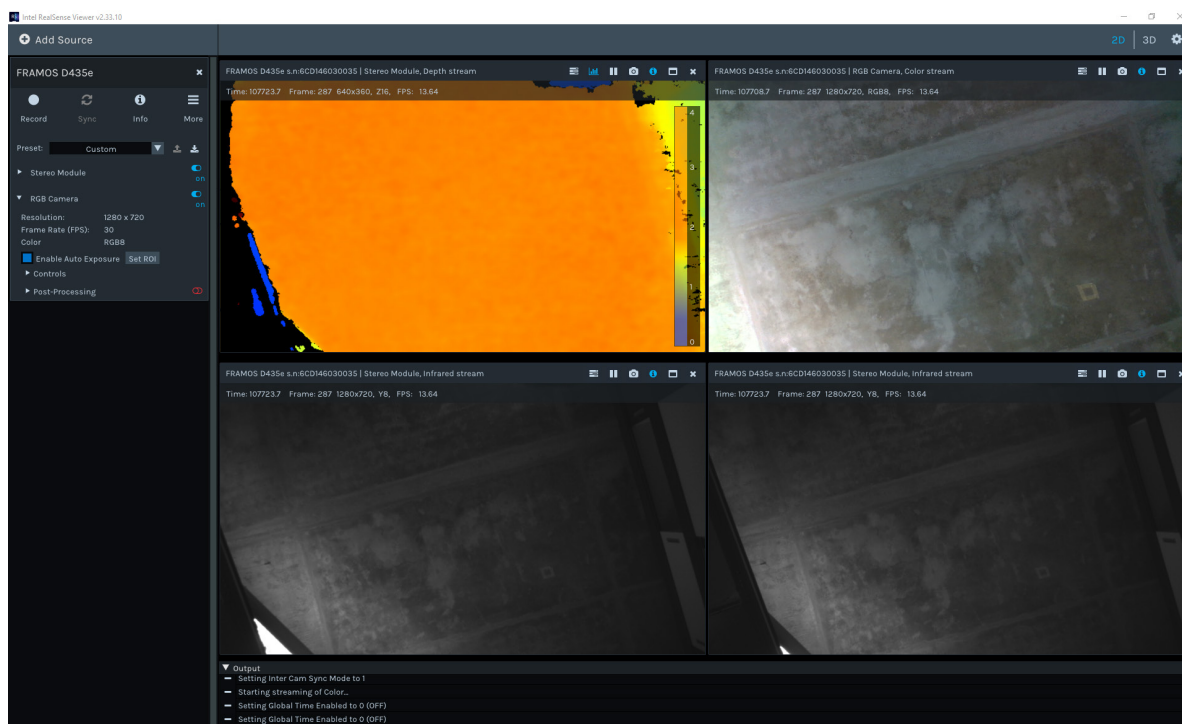 Intel RealSense Viewer v2.33.10
Add Source
2D | 3D
FRAMOS D435e
Record Sync Info More
Preset: Custom
Stereo Module on
RGB Camera on
Resolution: 1280 x 720
Frame Rate (FPS): 30
Color RGB8
Enable Auto Exposure Set ROI
Controls
Post-Processing
FRAMOS D435e s.n:6CD146030035 | Stereo Module, Depth stream
Time: 107723.7 Frame: 287 640x360, Z16, FPS: 13.64
4
3
2
1
0
FRAMOS D435e s.n:6CD146030035 | RGB Camera, Color stream
Time: 107708.7 Frame: 287 1280x720, RGB8, FPS: 13.64
FRAMOS D435e s.n:6CD146030035 | Stereo Module, Infrared stream
Time: 107723.7 Frame: 287 1280x720, Y8, FPS: 13.64
FRAMOS D435e s.n:6CD146030035 | Stereo Module, Infrared stream
Time: 107723.7 Frame: 287 1280x720, Y8, FPS: 13.64
Output
Setting Inter Cam Sync Mode to 1
Starting streaming of Color...
Setting Global Time Enabled to 0 (OFF)
Setting Global Time Enabled to 0 (OFF)